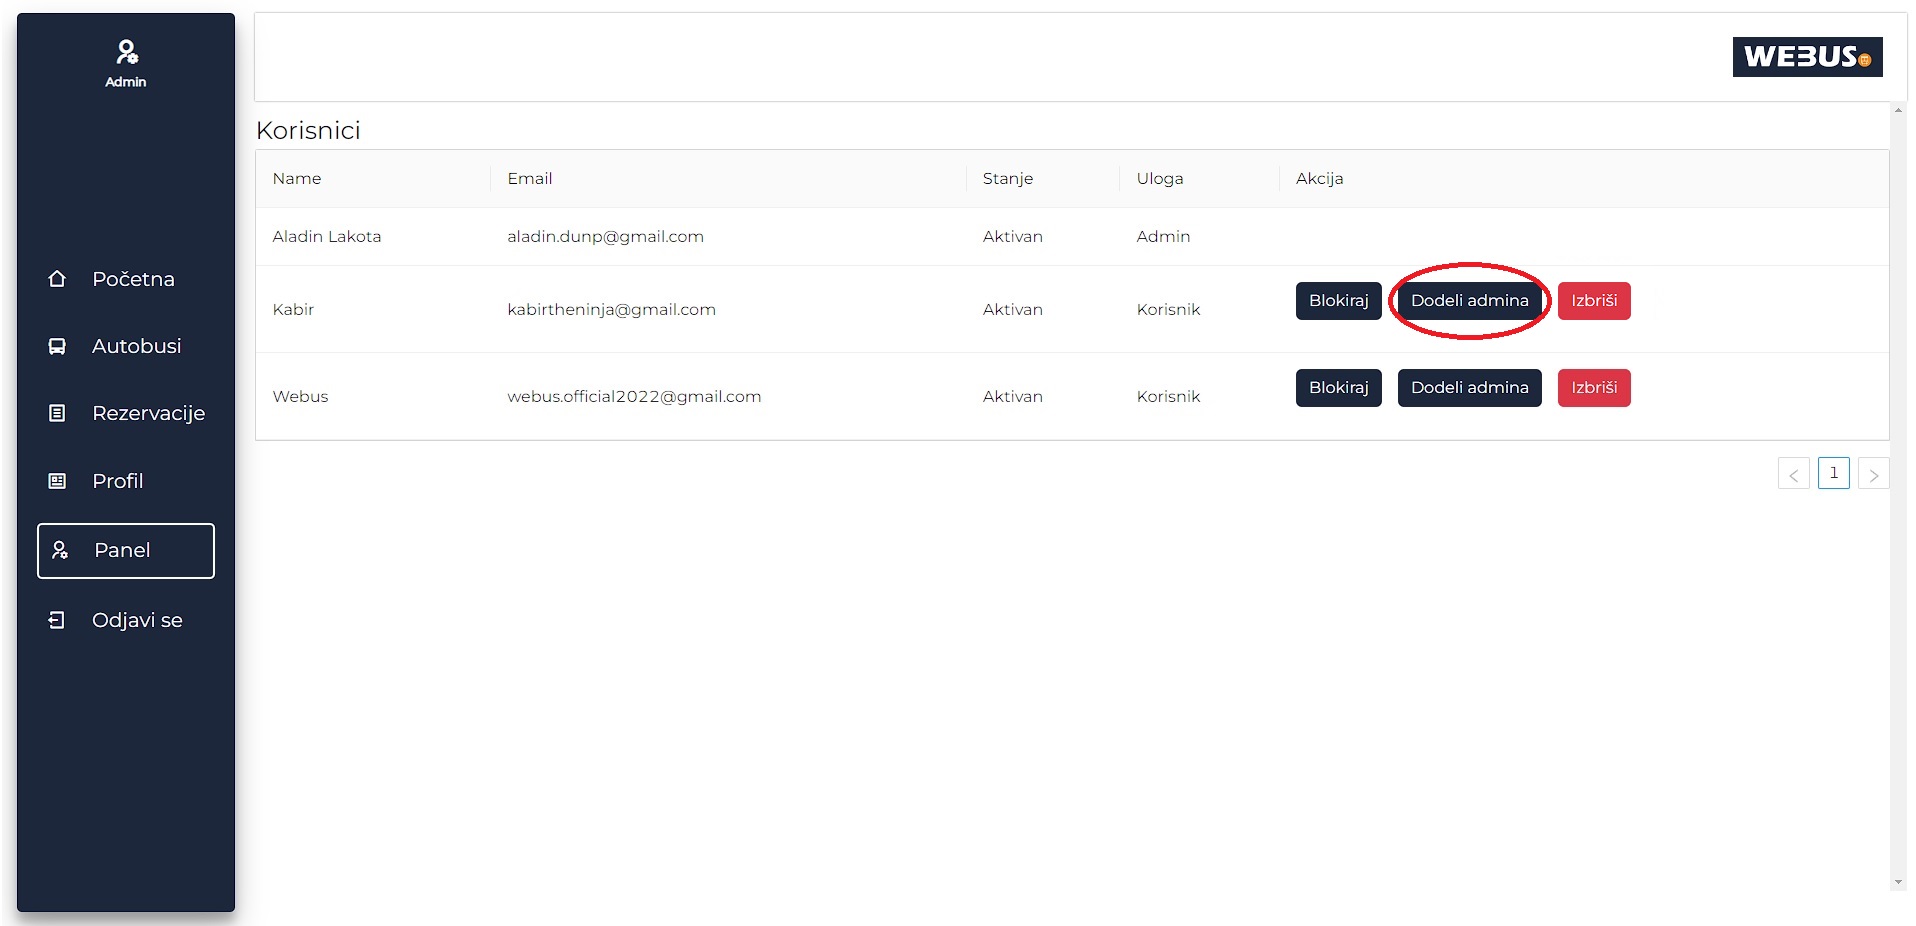 Admin
WEBUS
Korisnici
Name Email Stanje Uloga Akcija
Aladin Lakota aladin.dunp@gmail.com Aktivan Admin
Kabir kabirtheninja@gmail.com Aktivan Korisnik Blokiraj Dodeli admina Izbriši
Webus webus.official2022@gmail.com Aktivan Korisnik Blokiraj Dodeli admina Izbriši
< 1 >
Početna
Autobusi
Rezervacije
Profil
Panel
Odjavi se